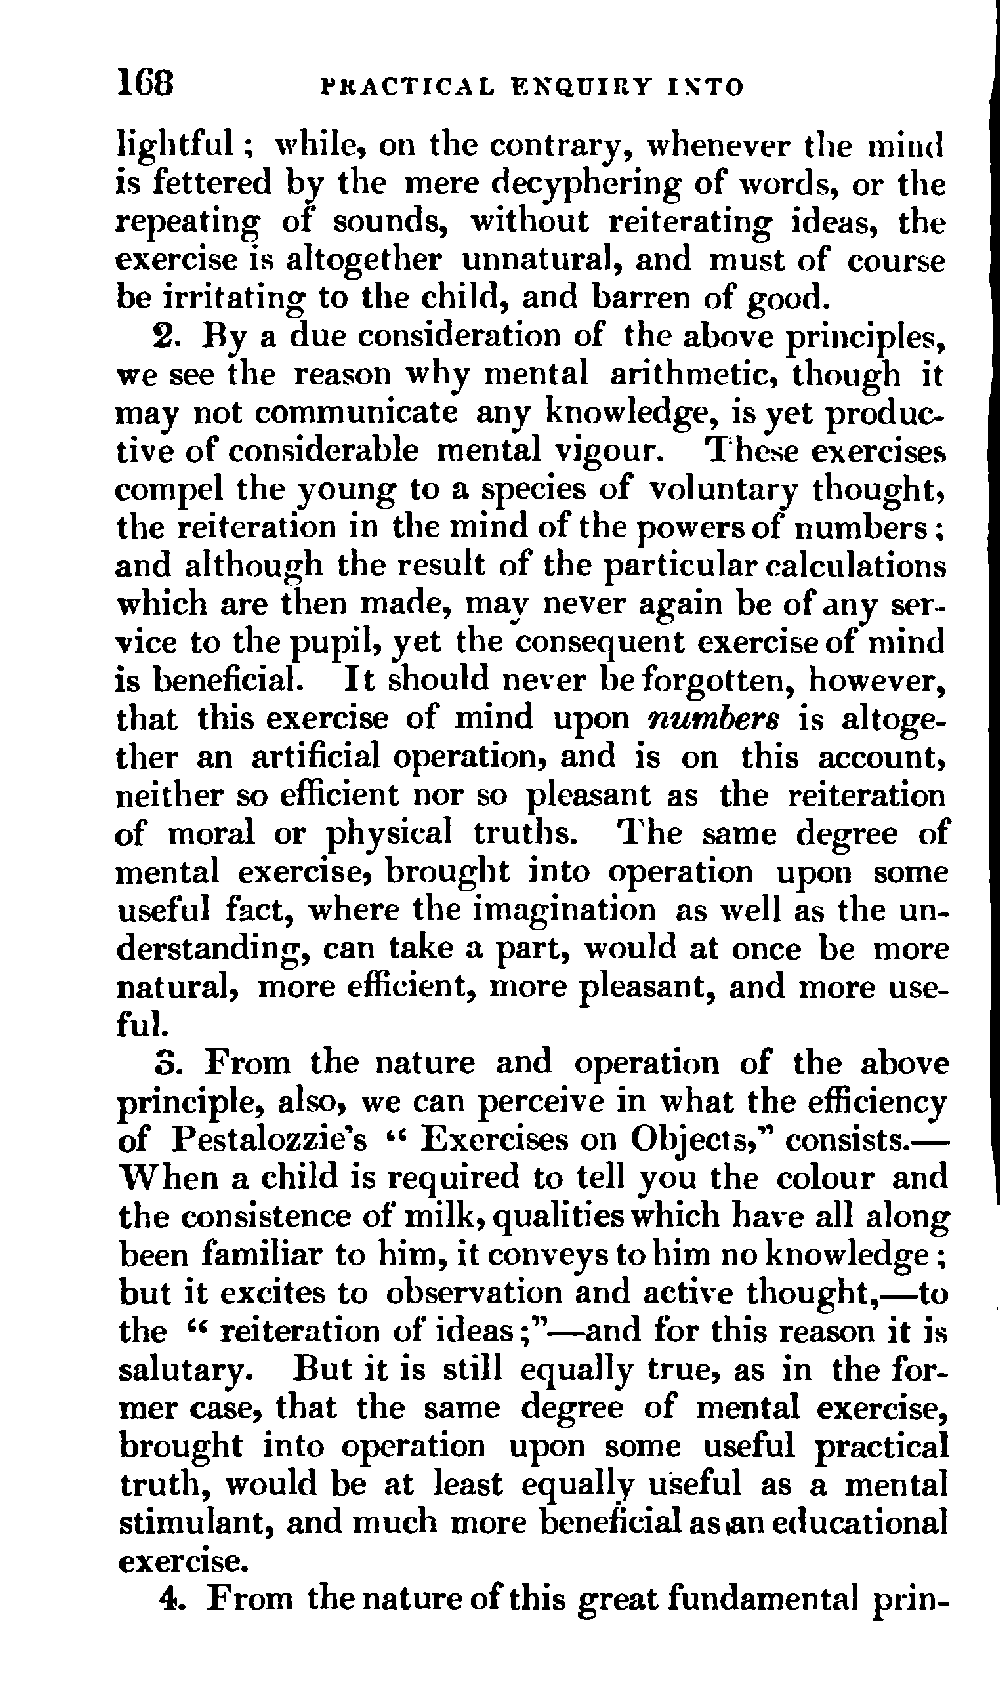 168 PRACTICAL ENQUIRY INTO
lightful ; while, on the contrary, whenever the mind
is fettered by the mere decyphering of words, or the
repeating of sounds, without reiterating ideas, the
exercise is altogether unnatural, and must of course
be irritating to the child, and barren of good.
2. By a due consideration of the above principles,
we see the reason why mental arithmetic, though it
may not communicate any knowledge, is yet produc-
tive of considerable mental vigour. These exercises
compel the young to a species of voluntary thought,
the reiteration in the mind of the powers of numbers ;
and although the result of the particular calculations
which are then made, may never again be of any ser-
vice to the pupil, yet the consequent exercise of mind
is beneficial. It should never be forgotten, however,
that this exercise of mind upon numbers is altoge-
ther an artificial operation, and is on this account,
neither so efficient nor so pleasant as the reiteration
of moral or physical truths. The same degree of
mental exercise, brought into operation upon some
useful fact, where the imagination as well as the un-
derstanding, can take a part, would at once be more
natural, more efficient, more pleasant, and more use-
ful.
3. From the nature and operation of the above
principle, also, we can perceive in what the efficiency
of Pestalozzie's “ Exercises on Objects,” consists.—
When a child is required to tell you the colour and
the consistence of milk, qualities which have all along
been familiar to him, it conveys to him no knowledge ;
but it excites to observation and active thought,—to
the “ reiteration of ideas ;”—and for this reason it is
salutary. But it is still equally true, as in the for-
mer case, that the same degree of mental exercise,
brought into operation upon some useful practical
truth, would be at least equally useful as a mental
stimulant, and much more beneficial as an educational
exercise.
4. From the nature of this great fundamental prin-